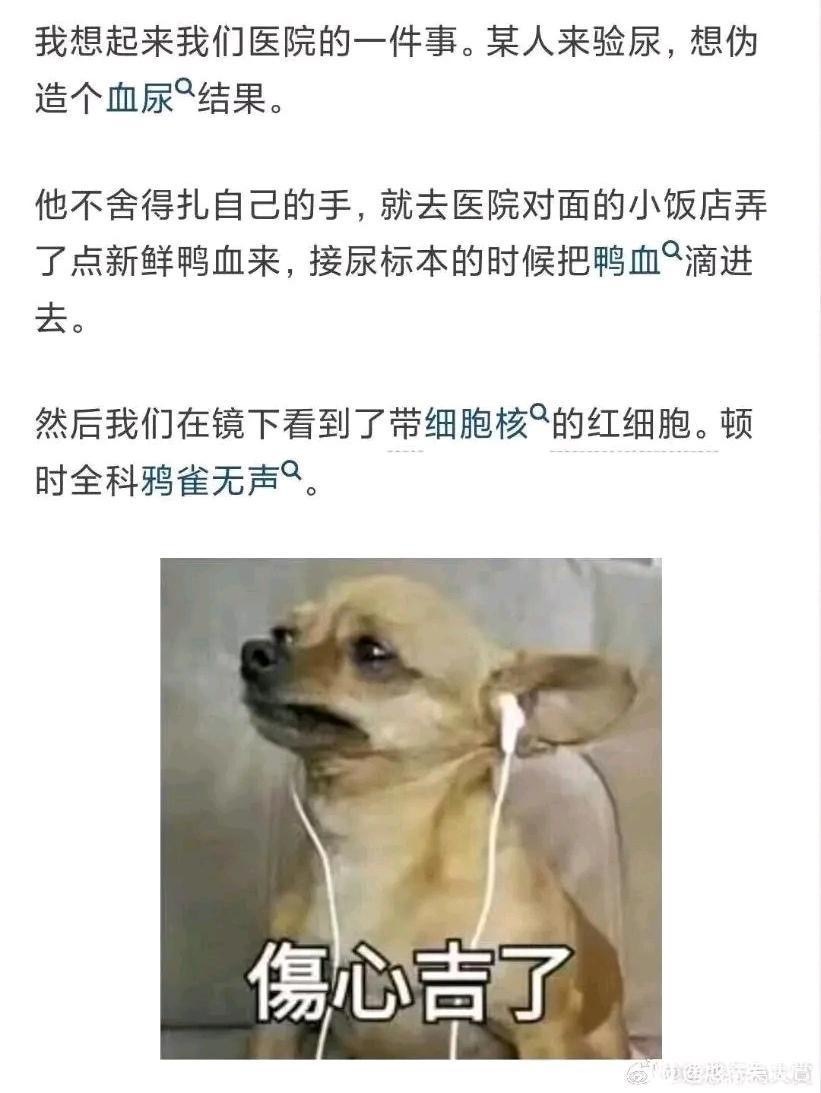 我想起来我们医院的一件事。某人来验尿，想伪
造个血尿结果。
他不舍得扎自己的手，就去医院对面的小饭店弄
了点新鲜鸭血来，接尿标本的时候把鸭血滴进
去。
然后我们在镜下看到了带细胞核的红细胞。顿
时全科鸦雀无声。
傷心吉了
行為大賞